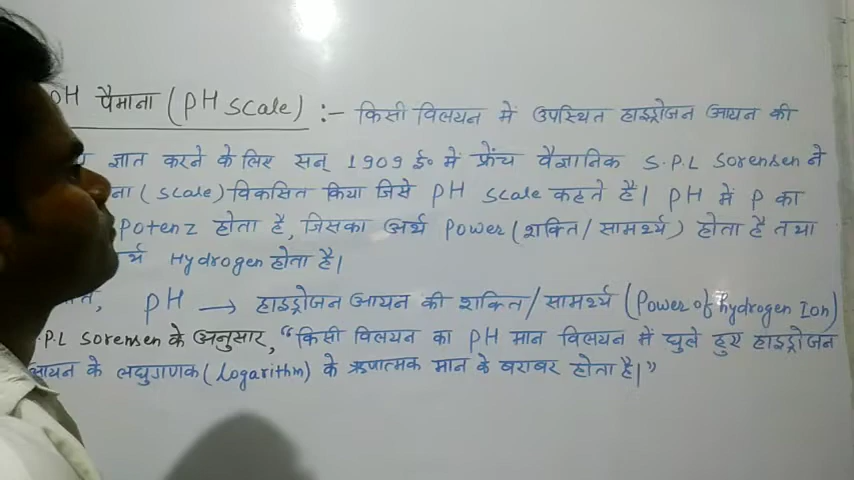 pH पैमाना (PH Scale) :- किसी विलयन में उपस्थित हाइड्रोजन आयन की
ज्ञात करने के लिए सन् 1909 ई० में फ्रेंच वैज्ञानिक S.P.L Sorensen ने
ना (Scale) विकसित किया जिसे PH Scale कहते हैं। PH में P का
Potenz होता है, जिसका अर्थ Power (शक्ति/सामर्थ्य) होता है तथा
र्थ Hydrogen होता है।
PH → हाइड्रोजन आयन की शक्ति/सामर्थ्य (Power of hydrogen Ion)
.P.L Sorensen के अनुसार, "किसी विलयन का PH मान विलयन में घुले हुए हाइड्रोजन
आयन के लघुगणक (Logarithm) के ऋणात्मक मान के बराबर होता है।"